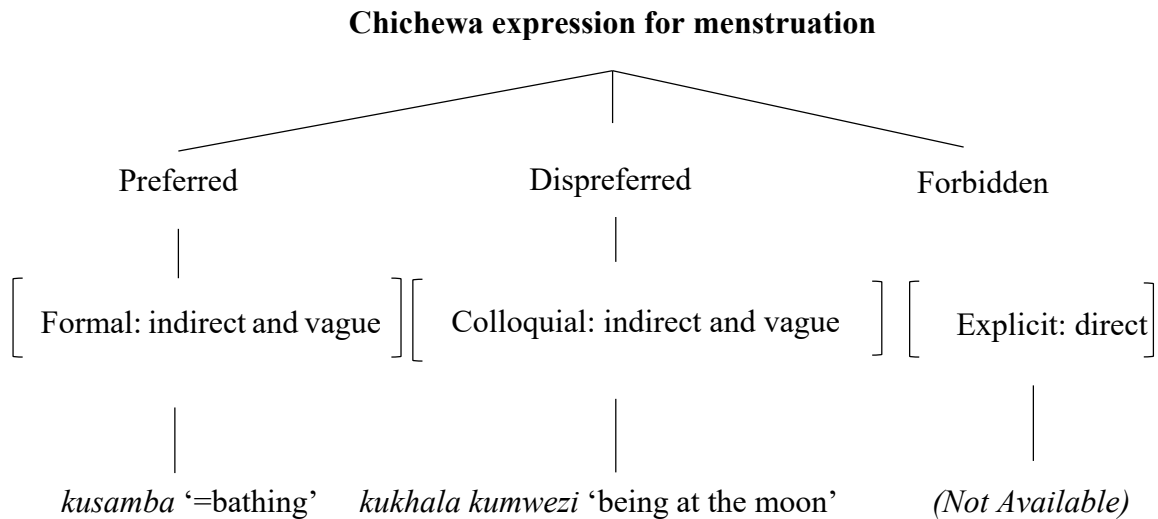 Chichewa expression for menstruation
Preferred Dispreferred Forbidden
[ Formal: indirect and vague ] [ Colloquial: indirect and vague ] [ Explicit: direct ]
kusamba ‘=bathing’ kukhala kumwezi ‘being at the moon’ (Not Available)